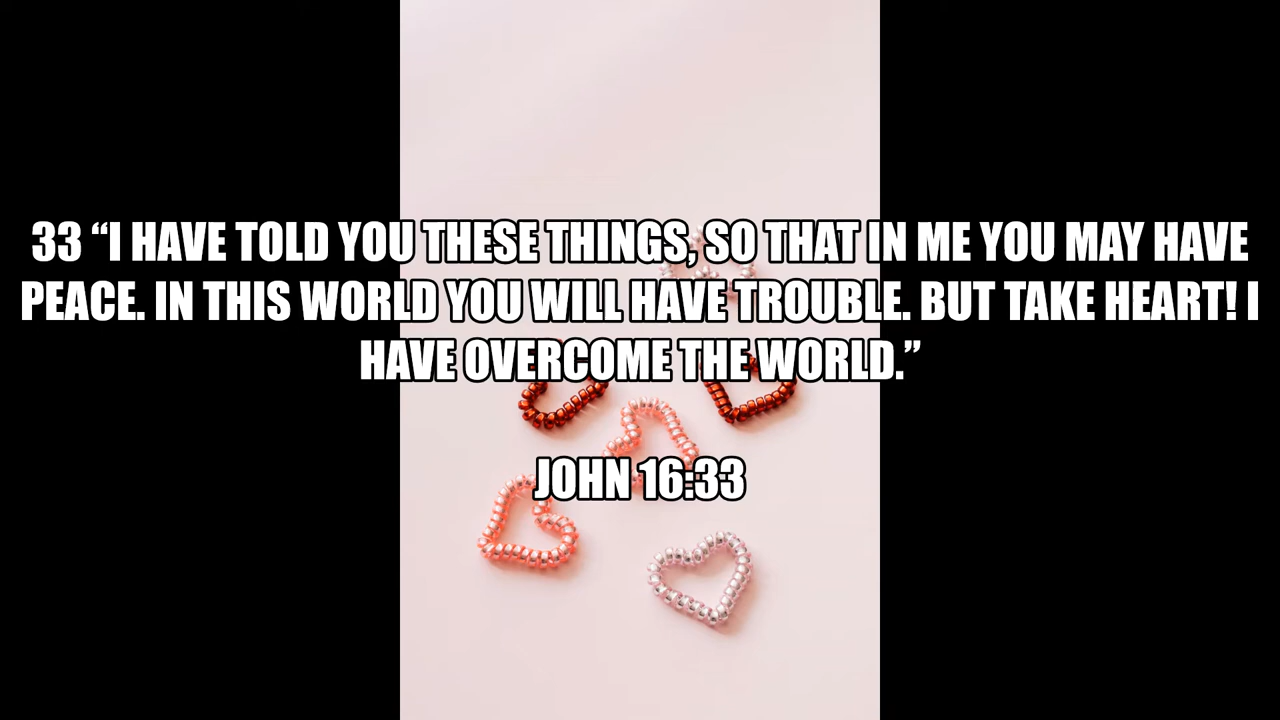 33 “I HAVE TOLD YOU THESE THINGS, SO THAT IN ME YOU MAY HAVE
PEACE. IN THIS WORLD YOU WILL HAVE TROUBLE. BUT TAKE HEART! I
HAVE OVERCOME THE WORLD.”
JOHN 16:33